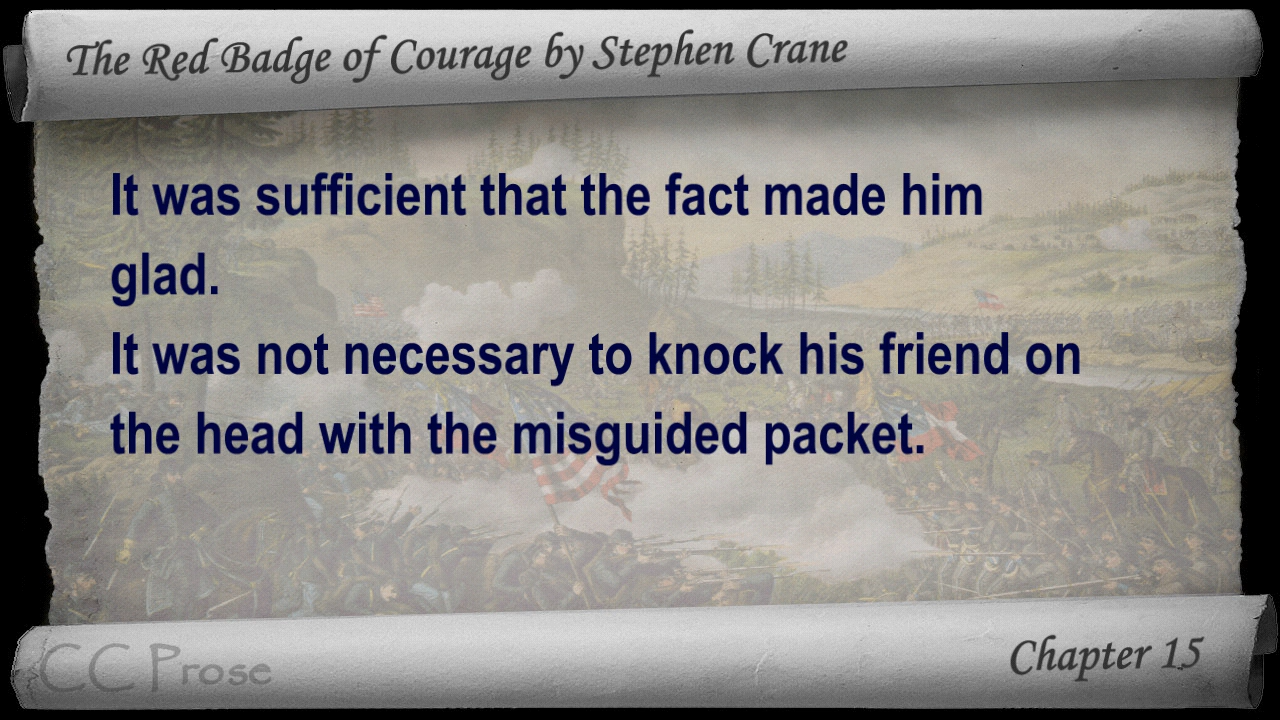 The Red Badge of Courage by Stephen Crane
It was sufficient that the fact made him
glad.
It was not necessary to knock his friend on
the head with the misguided packet.
CC Prose
Chapter 15